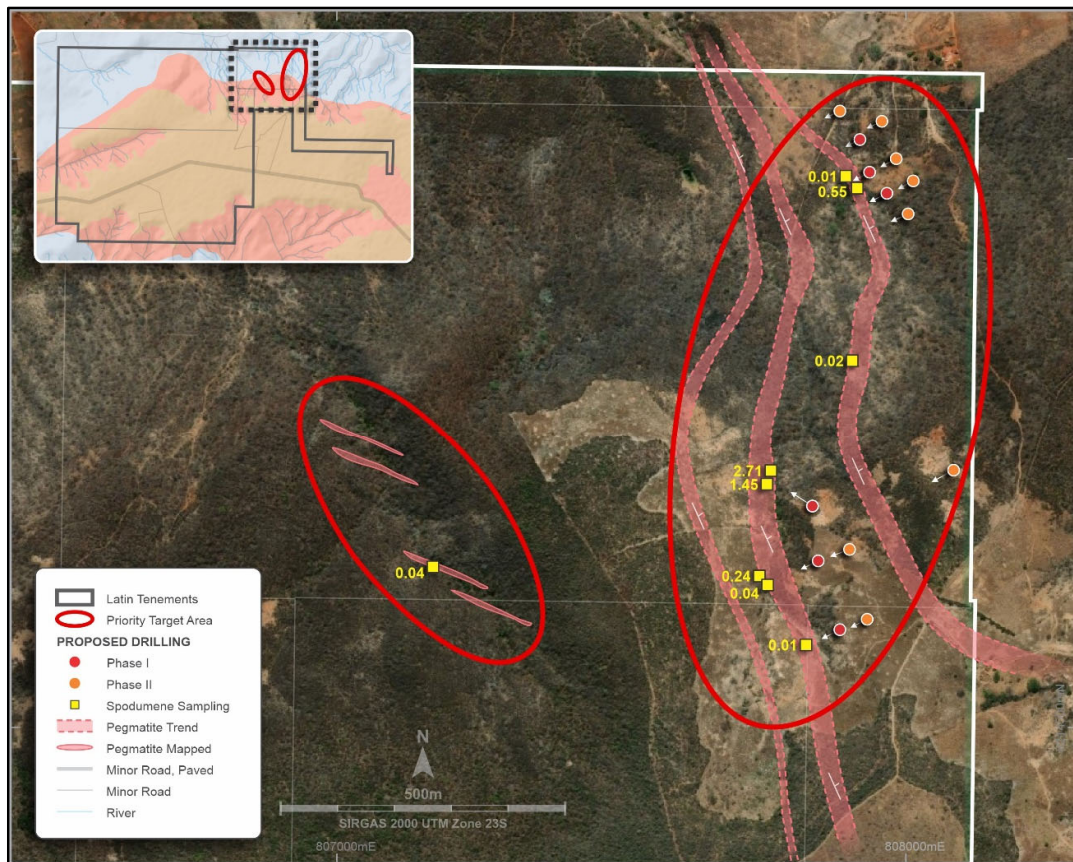 0.01
0.55
0.02
2.71
1.45
0.04
0.24
0.04
0.01
Latin Tenements
Priority Target Area
PROPOSED DRILLING
Phase I
Phase II
Spodumene Sampling
Pegmatite Trend
Pegmatite Mapped
Minor Road, Paved
Minor Road
River
N
500m
SIRGAS 2000 UTM Zone 23S
807000mE
808000mE